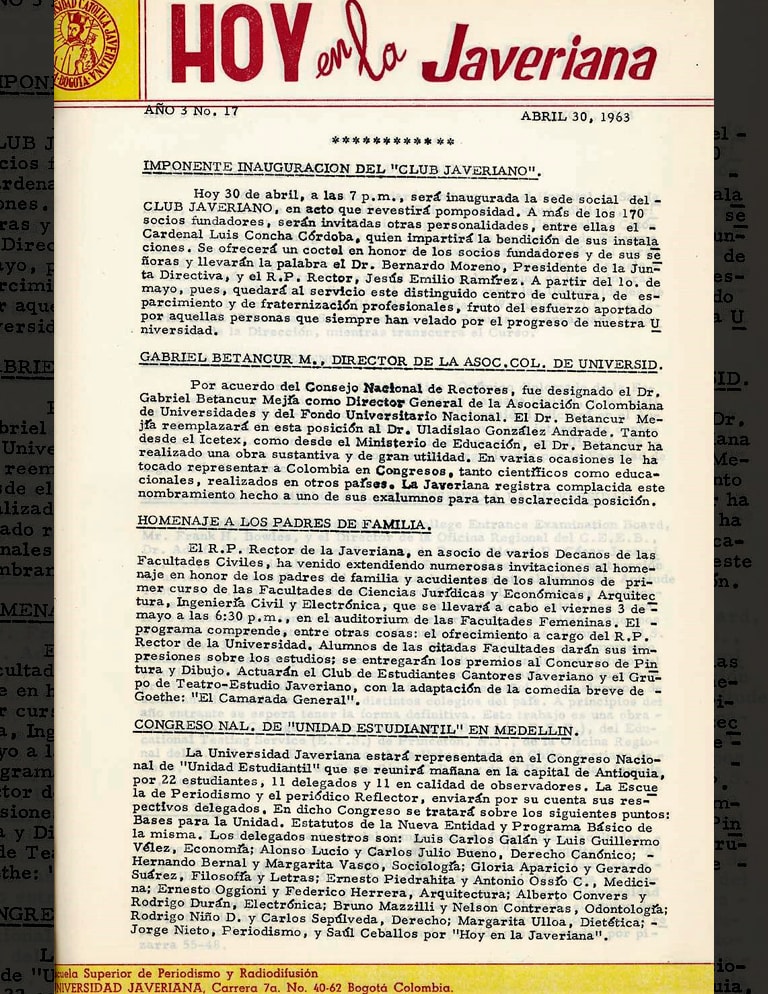 HOY en la Javeriana
AÑO 3 No. 17
ABRIL 30, 1963
************
IMPONENTE INAUGURACION DEL "CLUB JAVERIANO".
Hoy 30 de abril, a las 7 p.m., será inaugurada la sede social del -
CLUB JAVERIANO, en acto que revestirá pomposidad. A más de los 170
socios fundadores, serán invitadas otras personalidades, entre ellas el -
Cardenal Luis Concha Córdoba, quien impartirá la bendición de sus instala
ciones. Se ofrecerá un coctel en honor de los socios fundadores y de sus se
ñoras y llevarán la palabra el Dr. Bernardo Moreno, Presidente de la Jun-
ta Directiva, y el R.P. Rector, Jesús Emilio Ramírez. A partir del 1o. de
mayo, pues, quedará al servicio este distinguido centro de cultura, de es-
parcimiento y de fraternización profesionales, fruto del esfuerzo aportado
por aquellas personas que siempre han velado por el progreso de nuestra U
niversidad.
GABRIEL BETANCUR M., DIRECTOR DE LA ASOC.COL. DE UNIVERSID.
Por acuerdo del Consejo Nacional de Rectores, fue designado el Dr.
Gabriel Betancur Mejía como Director General de la Asociación Colombiana
de Universidades y del Fondo Universitario Nacional. El Dr. Betancur Me-
jía reemplazará en esta posición al Dr. Uladislao González Andrade. Tanto
desde el Icetex, como desde el Ministerio de Educación, el Dr. Betancur ha
realizado una obra sustantiva y de gran utilidad. En varias ocasiones le ha
tocado representar a Colombia en Congresos, tanto científicos como educa-
cionales, realizados en otros países. La Javeriana registra complacida este
nombramiento hecho a uno de sus exalumnos para tan esclarecida posición.
HOMENAJE A LOS PADRES DE FAMILIA.
El R.P. Rector de la Javeriana, en asocio de varios Decanos de las
Facultades Civiles, ha venido extendiendo numerosas invitaciones al home-
naje en honor de los padres de familia y acudientes de los alumnos de pri-
mer curso de las Facultades de Ciencias Jurídicas y Económicas, Arquitec
tura, Ingeniería Civil y Electrónica, que se llevará a cabo el viernes 3 de -
mayo a las 6:30 p.m., en el auditorium de las Facultades Femeninas. El -
programa comprende, entre otras cosas: el ofrecimiento a cargo del R.P.
Rector de la Universidad. Alumnos de las citadas Facultades darán sus im-
presiones sobre los estudios; se entregarán los premios al Concurso de Pin
tura y Dibujo. Actuarán el Club de Estudiantes Cantores Javeriano y el Gru-
po de Teatro-Estudio Javeriano, con la adaptación de la comedia breve de -
Goethe: "El Camarada General".
CONGRESO NAL. DE "UNIDAD ESTUDIANTIL" EN MEDELLIN.
La Universidad Javeriana estará representada en el Congreso Nacio-
nal de "Unidad Estudiantil" que se reunirá mañana en la capital de Antioquia,
por 22 estudiantes, 11 delegados y 11 en calidad de observadores. La Escue
la de Periodismo y el periódico Reflector, enviarán por su cuenta sus res-
pectivos delegados. En dicho Congreso se tratará sobre los siguientes puntos:
Bases para la Unidad. Estatutos de la Nueva Entidad y Programa Básico de
la misma. Los delegados nuestros son: Luis Carlos Galán y Luis Guillermo
Vélez, Economía; Alonso Lucio y Carlos Julio Bueno, Derecho Canónico; -
Hernando Bernal y Margarita Vasco, Sociología; Gloria Aparicio y Gerardo
Suárez, Filosofía y Letras; Ernesto Piedrahita y Antonio Ossío C., Medici-
na; Ernesto Oggioni y Federico Herrera, Arquitectura; Alberto Convers y
Rodrigo Durán, Electrónica; Bruno Mazzilli y Nelson Contreras, Odontología;
Rodrigo Niño D. y Carlos Sepúlveda, Derecho; Margarita Ulloa, Dietética; -
Jorge Nieto, Periodismo, y Saúl Ceballos por "Hoy en la Javeriana".
cuela Superior de Periodismo y Radiodifusión
NIVERSIDAD JAVERIANA, Carrera 7a. No. 40-62 Bogotá Colombia.